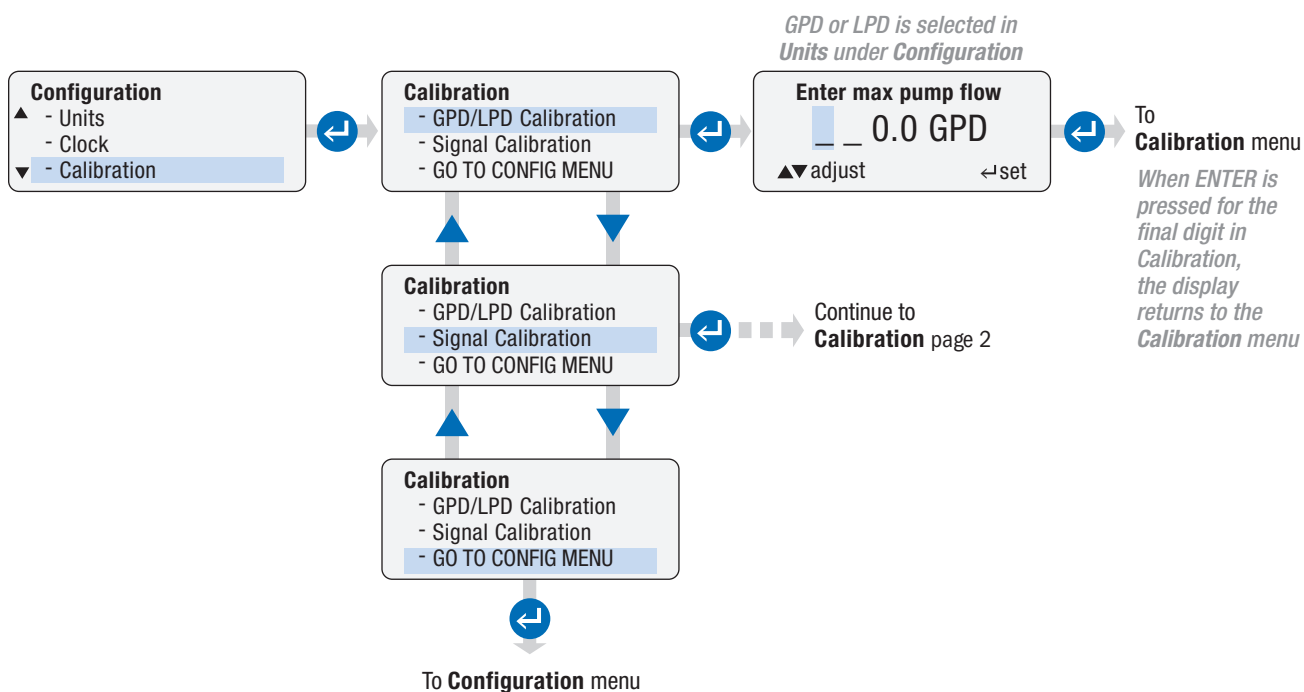 GPD or LPD is selected in
Units under Configuration
Configuration
- Units
- Clock
- Calibration
Calibration
- GPD/LPD Calibration
- Signal Calibration
- GO TO CONFIG MENU
Enter max pump flow
_ _ 0.0 GPD
▲▼ adjust ↵ set
To
Calibration menu
When ENTER is
pressed for the
final digit in
Calibration,
the display
returns to the
Calibration menu
Calibration
- GPD/LPD Calibration
- Signal Calibration
- GO TO CONFIG MENU
Continue to
Calibration page 2
Calibration
- GPD/LPD Calibration
- Signal Calibration
- GO TO CONFIG MENU
To Configuration menu